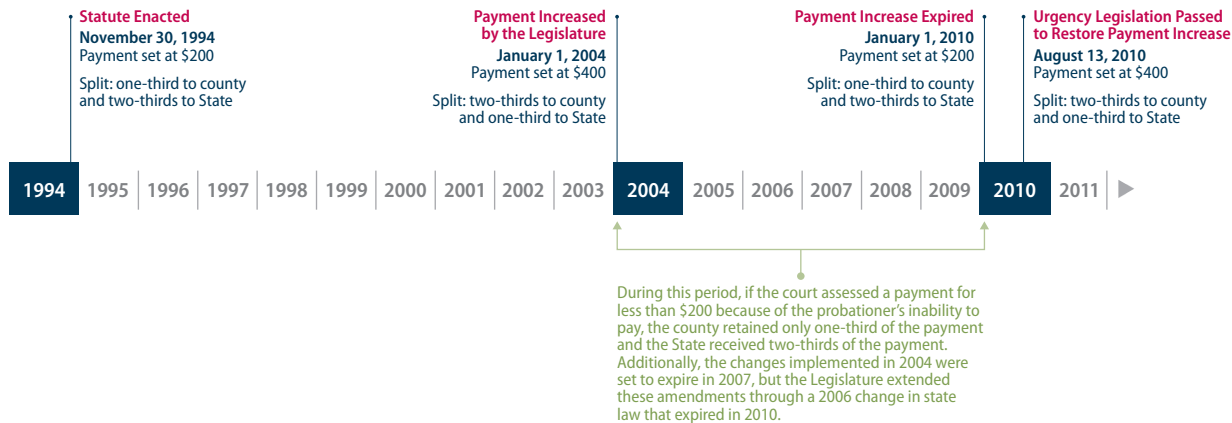 Statute Enacted
November 30, 1994
Payment set at $200
Split: one-third to county
and two-thirds to State
Payment Increased
by the Legislature
January 1, 2004
Payment set at $400
Split: two-thirds to county
and one-third to State
Payment Increase Expired
January 1, 2010
Payment set at $200
Split: one-third to county
and two-thirds to State
Urgency Legislation Passed
to Restore Payment Increase
August 13, 2010
Payment set at $400
Split: two-thirds to county
and one-third to State
1994 1995 1996 1997 1998 1999 2000 2001 2002 2003 2004 2005 2006 2007 2008 2009 2010 2011
During this period, if the court assessed a payment for
less than $200 because of the probationer's inability to
pay, the county retained only one-third of the payment
and the State received two-thirds of the payment.
Additionally, the changes implemented in 2004 were
set to expire in 2007, but the Legislature extended
these amendments through a 2006 change in state
law that expired in 2010.